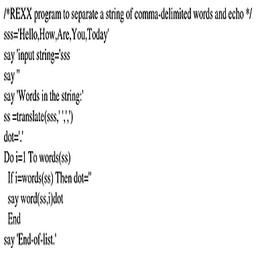 /*REXX program to separate a string of comma-delimited words and echo */
sss='Hello,How,Are,You,Today'
say 'input string='sss
say ''
say 'Words in the string:'
ss =translate(sss,' ',',')
dot='.'
Do i=1 To words(ss)
If i=words(ss) Then dot=''
say word(ss,i)dot
End
say 'End-of-list.'